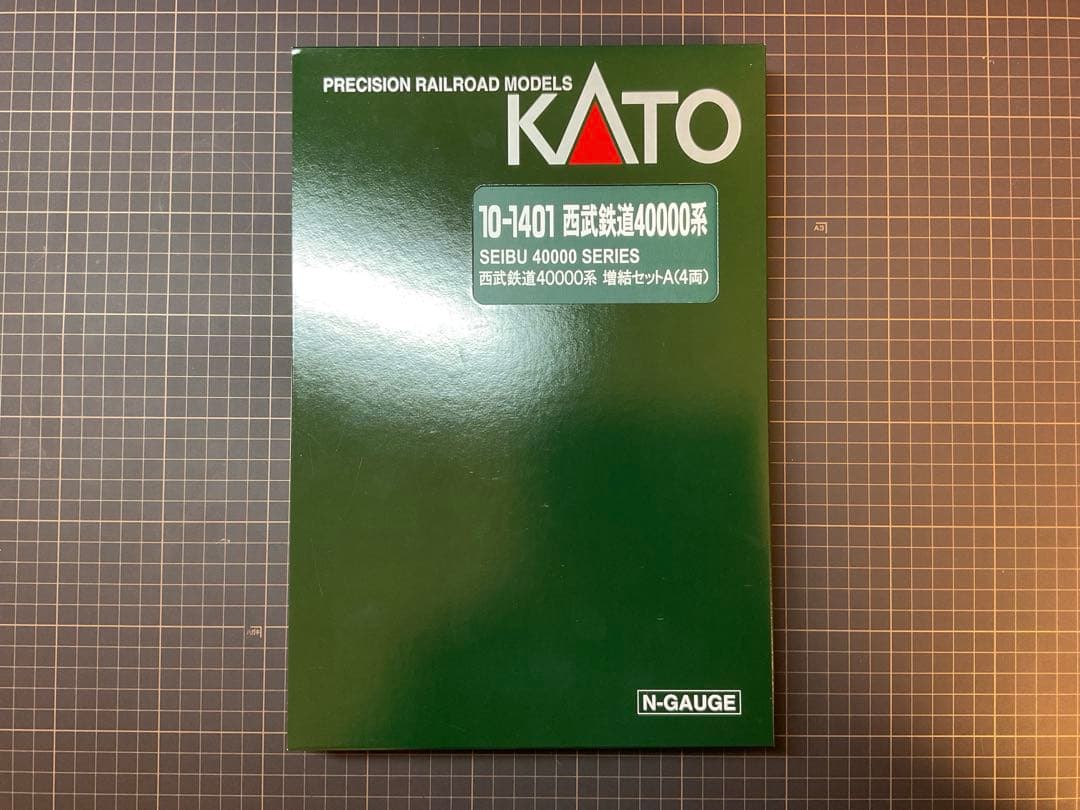 PRECISION RAILROAD MODELS
KATO
10-1401 西武鉄道40000系
SEIBU 40000 SERIES
西武鉄道40000系 増結セットA(4両)
A3
N-GAUGE